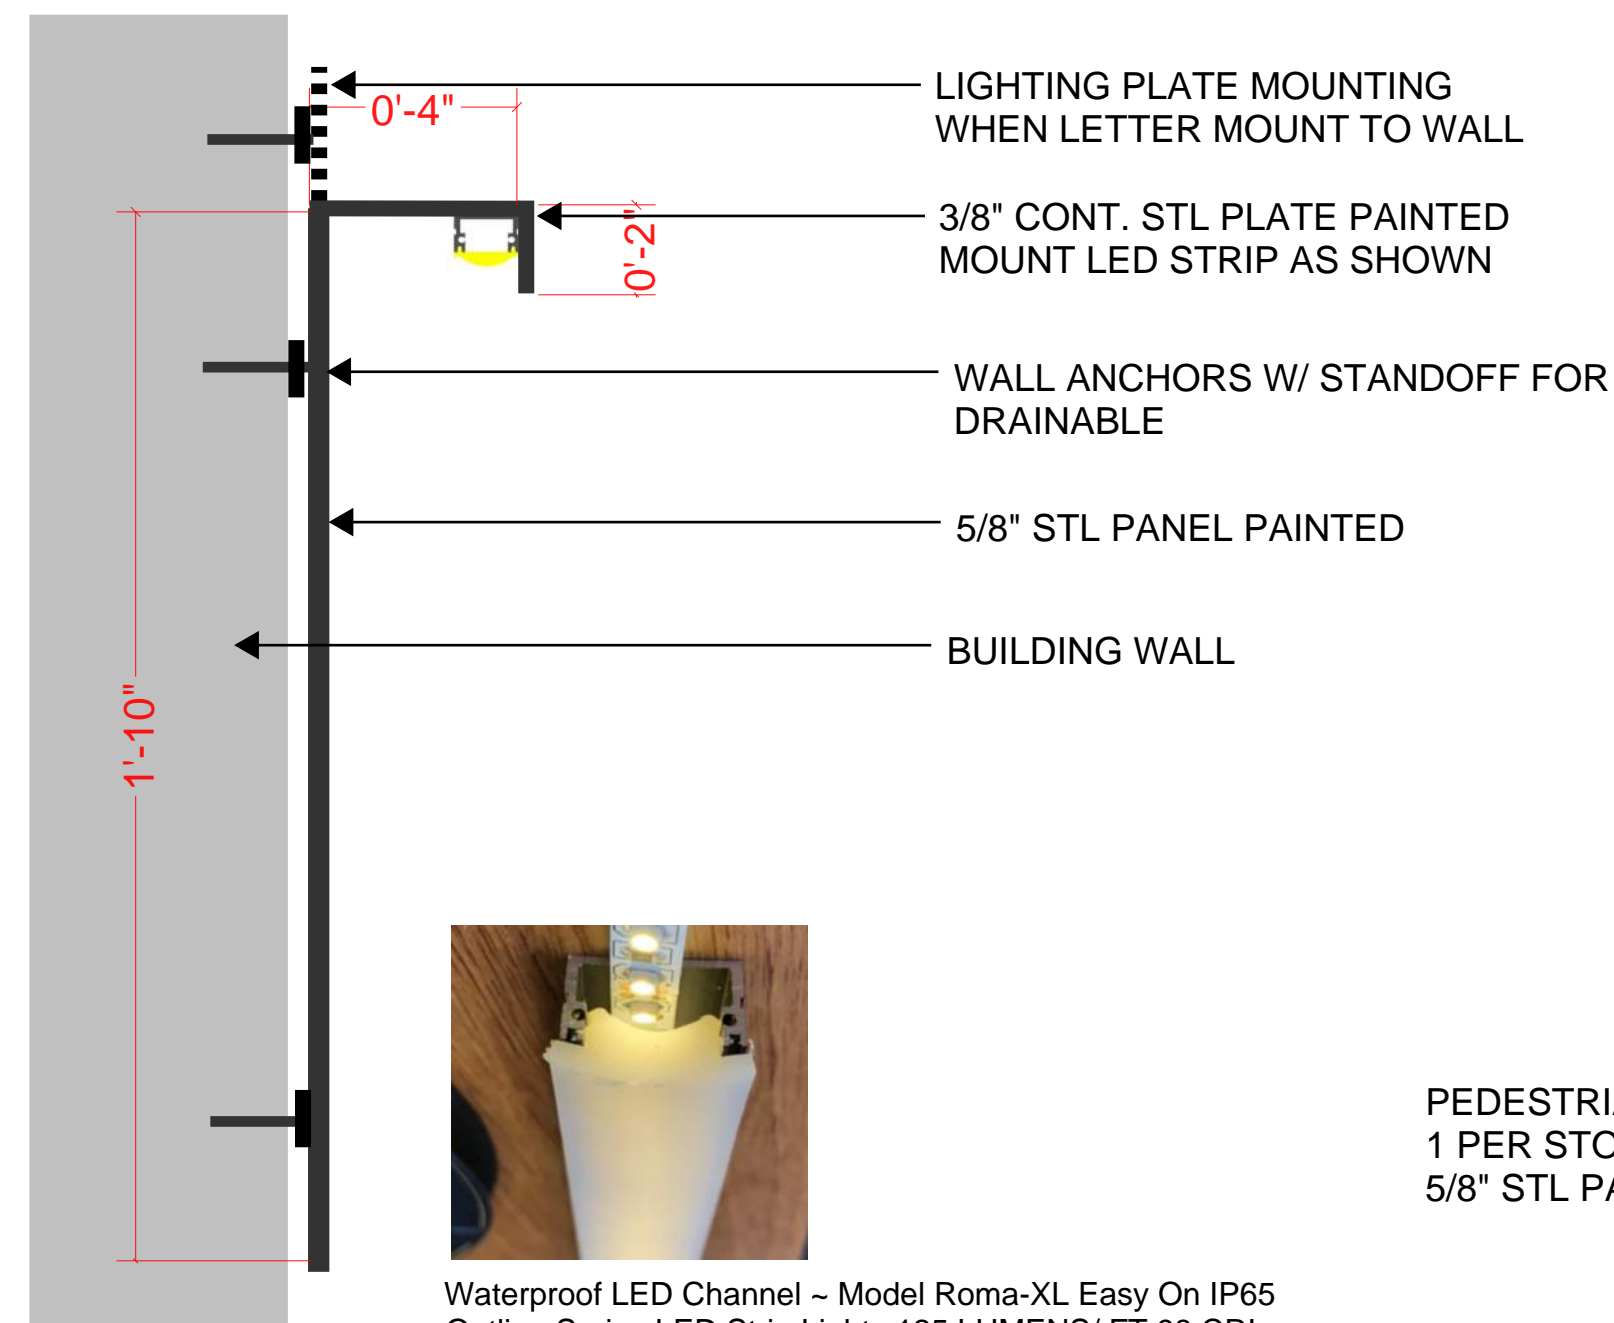 LIGHTING PLATE MOUNTING
WHEN LETTER MOUNT TO WALL
0'-4"
3/8" CONT. STL PLATE PAINTED
MOUNT LED STRIP AS SHOWN
0'-2"
WALL ANCHORS W/ STANDOFF FOR
DRAINABLE
5/8" STL PANEL PAINTED
BUILDING WALL
1'-10"
PEDESTRIA
1 PER STO
5/8" STL PA
Waterproof LED Channel ~ Model Roma-XL Easy On IP65